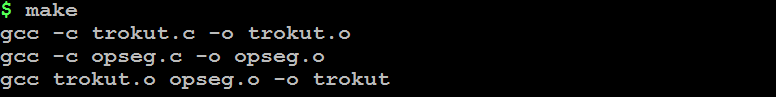 $ make
gcc -c trokut.c -o trokut.o
gcc -c opseg.c -o opseg.o
gcc trokut.o opseg.o -o trokut